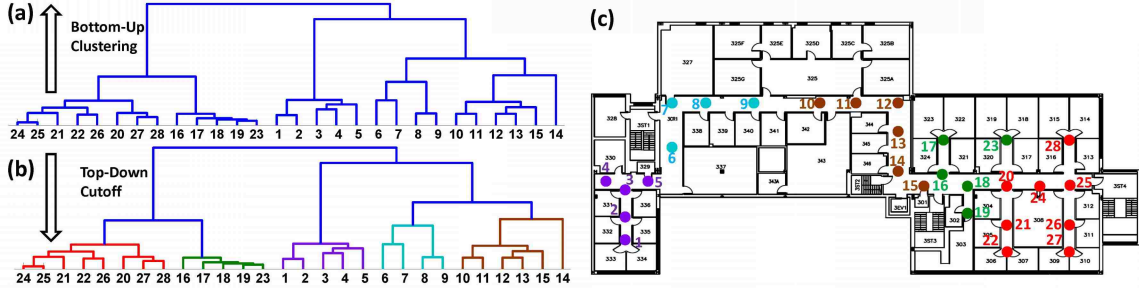 (a)
Bottom-Up
Clustering
24 25 21 22 26 20 27 28 16 17 18 19 23 1 2 3 4 5 6 7 8 9 10 11 12 13 15 14
(b)
Top-Down
Cutoff
24 25 21 22 26 20 27 28 16 17 18 19 23 1 2 3 4 5 6 7 8 9 10 11 12 13 15 14
(c)
325F 325E 325D 325C 325B
327
325G 325 325A
7 8 9 10 11 12
328 3ST1 30R1
338 339 340 341 342 344
13
323 322 319 318 315 314
345
17 23 28
330 329 6 337 343 346 14
324 321 320
4 3 5 343A 3ST2 15 16 18 20 24 25 3ST4
331 336 2 3EV1 301 302 19 304 308 312
332 335 1 3ST3 303 305 21 26 311
22 27
333 334 306 307 309 310